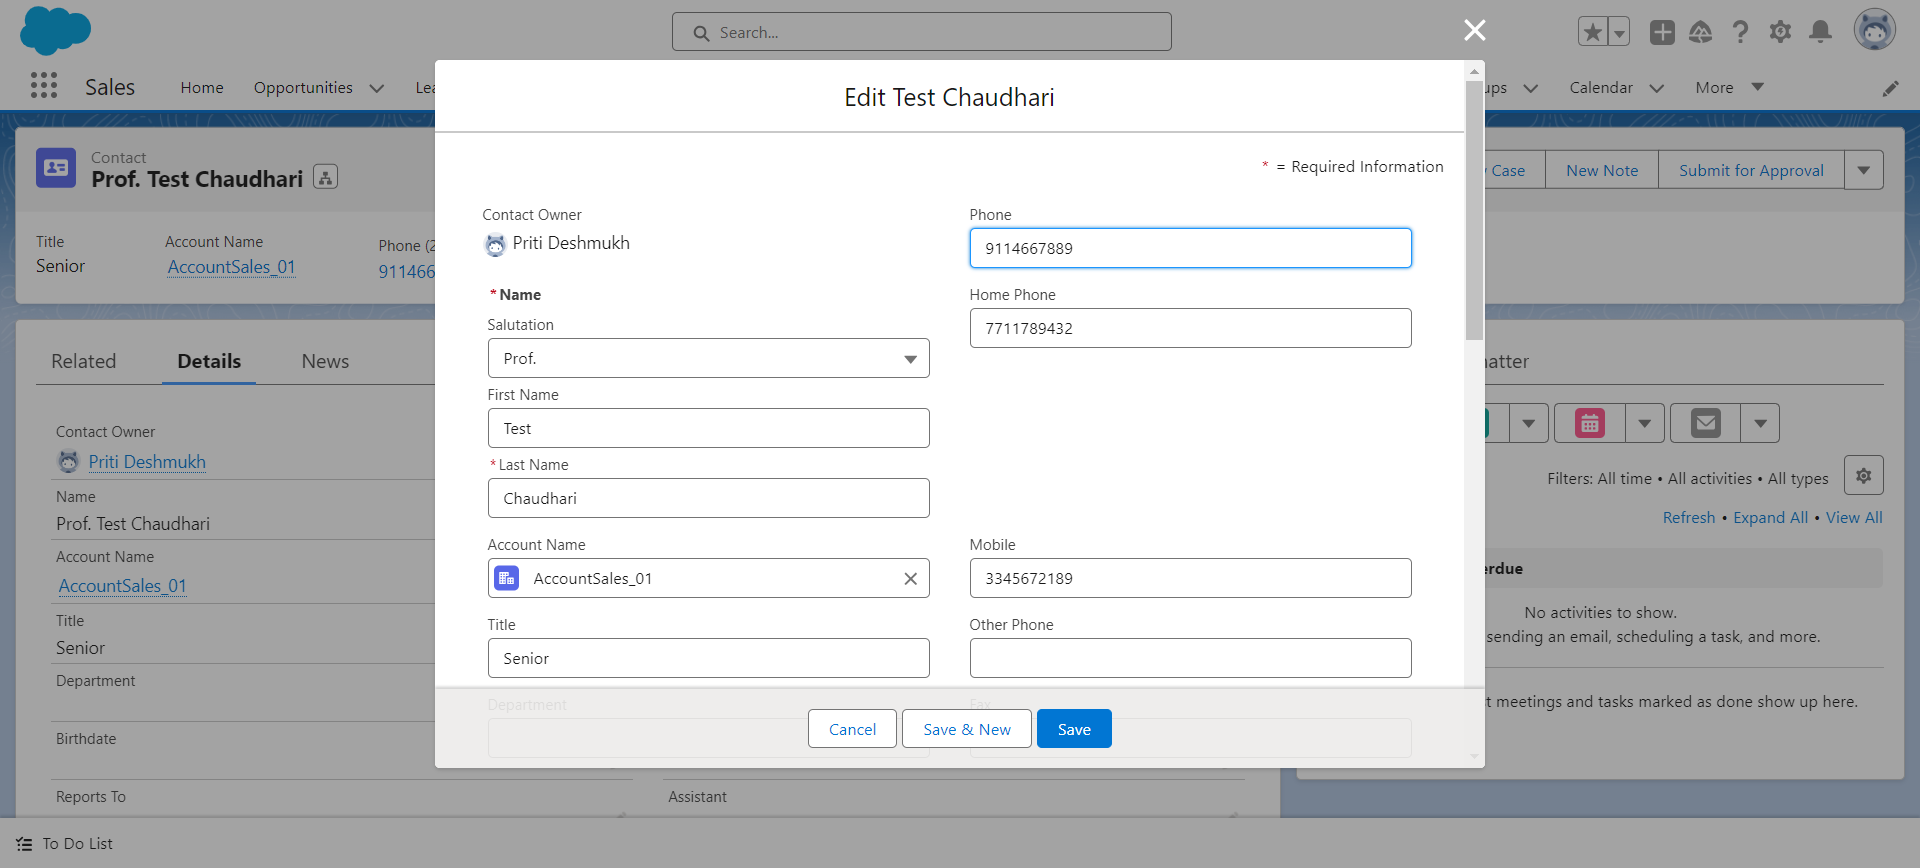 Search...
Sales
Home
Opportunities
Calendar
More
Edit Test Chaudhari
* = Required Information
Contact
Prof. Test Chaudhari
Case
New Note
Submit for Approval
Title
Senior
Account Name
AccountSales_01
Phone (2
911466
Contact Owner
Priti Deshmukh
Phone
9114667889
* Name
Home Phone
7711789432
Salutation
Prof.
First Name
Test
* Last Name
Chaudhari
Account Name
AccountSales_01
Mobile
3345672189
Title
Senior
Other Phone
Department
Fax
Cancel
Save & New
Save
Related
Details
News
Contact Owner
Priti Deshmukh
Name
Prof. Test Chaudhari
Account Name
AccountSales_01
Title
Senior
Department
Birthdate
Reports To
Assistant
Filters: All time • All activities • All types
Refresh • Expand All • View All
No activities to show.
sending an email, scheduling a task, and more.
t meetings and tasks marked as done show up here.
To Do List